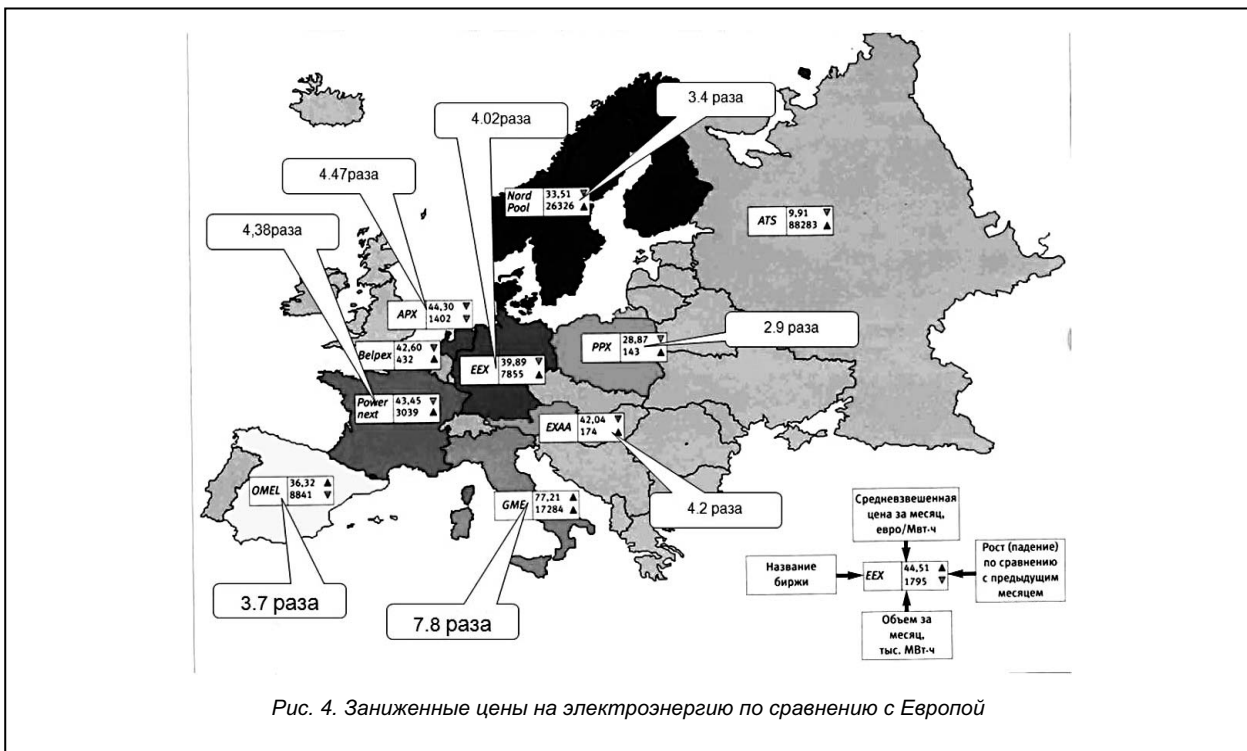 3.4 раза
4.02раза
4.47раза
4,38раза
Nord Pool
33,51 ▼
26326 ▲
ATS
9,91 ▼
88283 ▲
APX
44,30 ▼
1402 ▼
Belpex
42,60 ▼
432 ▲
EEX
39,89 ▼
7855 ▲
PPX
28,87 ▼
143 ▲
2.9 раза
Power next
43,45 ▼
3039 ▲
EXAA
42,04 ▼
174 ▲
OMEL
36,32 ▲
8841 ▼
GME
77,21 ▲
17284 ▲
4.2 раза
3.7 раза
7.8 раза
Средневзвешенная
цена за месяц,
евро/Мвт·ч
Название
биржи
EEX
44,51 ▲
1795 ▼
Рост (падение)
по сравнению
с предыдущим
месяцем
Объем за
месяц,
тыс. МВт·ч
Рис. 4. Заниженные цены на электроэнергию по сравнению с Европой